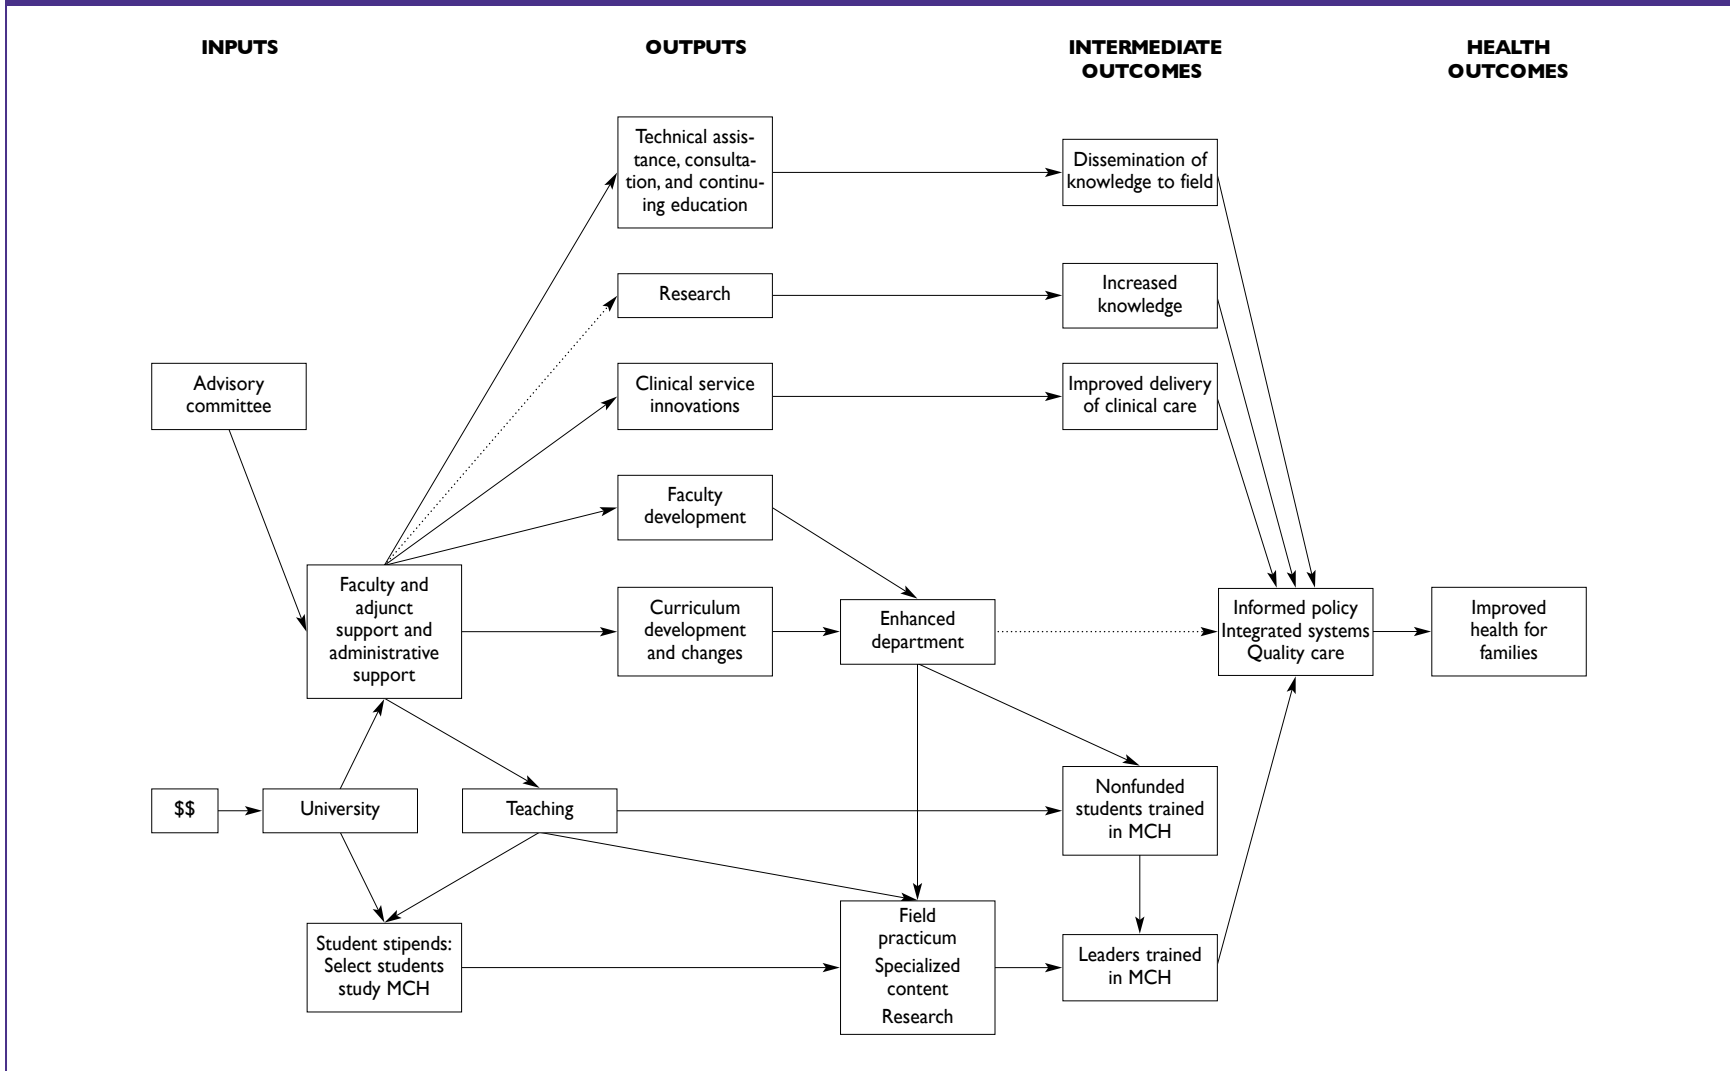 INPUTS
OUTPUTS
INTERMEDIATE
OUTCOMES
HEALTH
OUTCOMES
Technical assis-
tance, consulta-
tion, and continu-
ing education
Dissemination of
knowledge to field
Research
Increased
knowledge
Advisory
committee
Clinical service
innovations
Improved delivery
of clinical care
Faculty
development
Faculty and
adjunct
support and
administrative
support
Curriculum
development
and changes
Enhanced
department
Informed policy
Integrated systems
Quality care
Improved
health for
families
$$
University
Teaching
Nonfunded
students trained
in MCH
Student stipends:
Select students
study MCH
Field
practicum
Specialized
content
Research
Leaders trained
in MCH